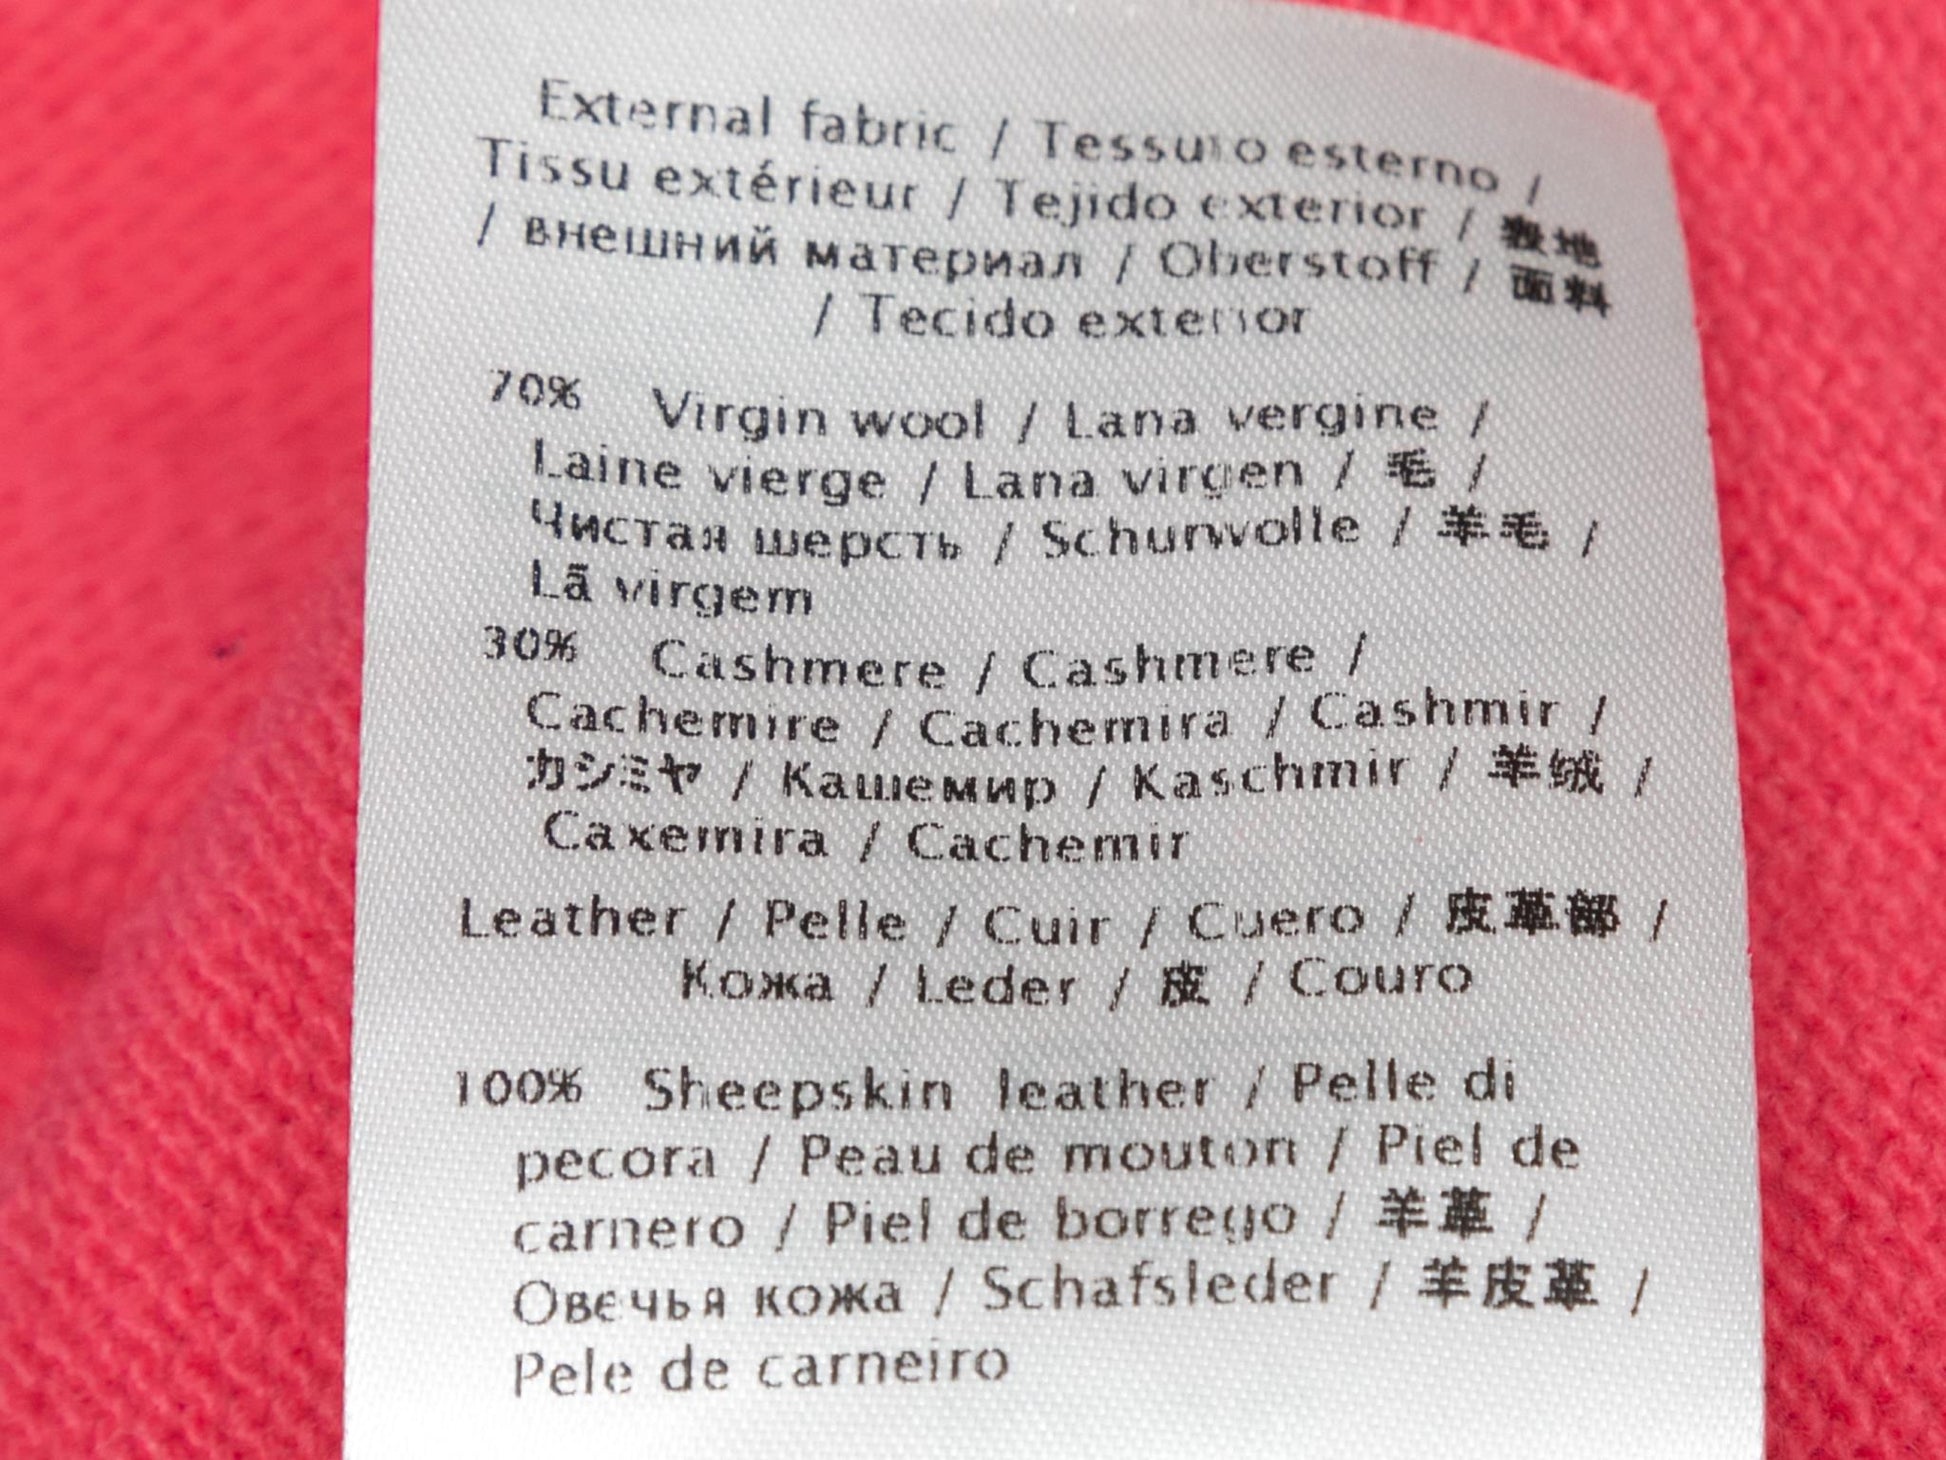 External fabric / Tessuto esterno /
Tissu extérieur / Tejido exterior / 表地
/ внешний материал / Oberstoff / 面料
/ Tecido exterior
70% Virgin wool / Lana vergine /
Laine vierge / Lana virgen / 毛 /
Чистая шерсть / Schurwolle / 羊毛 /
Lã virgem
30% Cashmere / Cashmere /
Cachemire / Cachemira / Cashmir /
カシミヤ / Кашемир / Kaschmir / 羊绒 /
Caxemira / Cachemir
Leather / Pelle / Cuir / Cuero / 皮革部 /
Кожа / Leder / 皮 / Couro
100% Sheepskin leather / Pelle di
pecora / Peau de mouton / Piel de
carnero / Piel de borrego / 羊革 /
Овечья кожа / Schafsleder / 羊皮革 /
Pele de carneiro